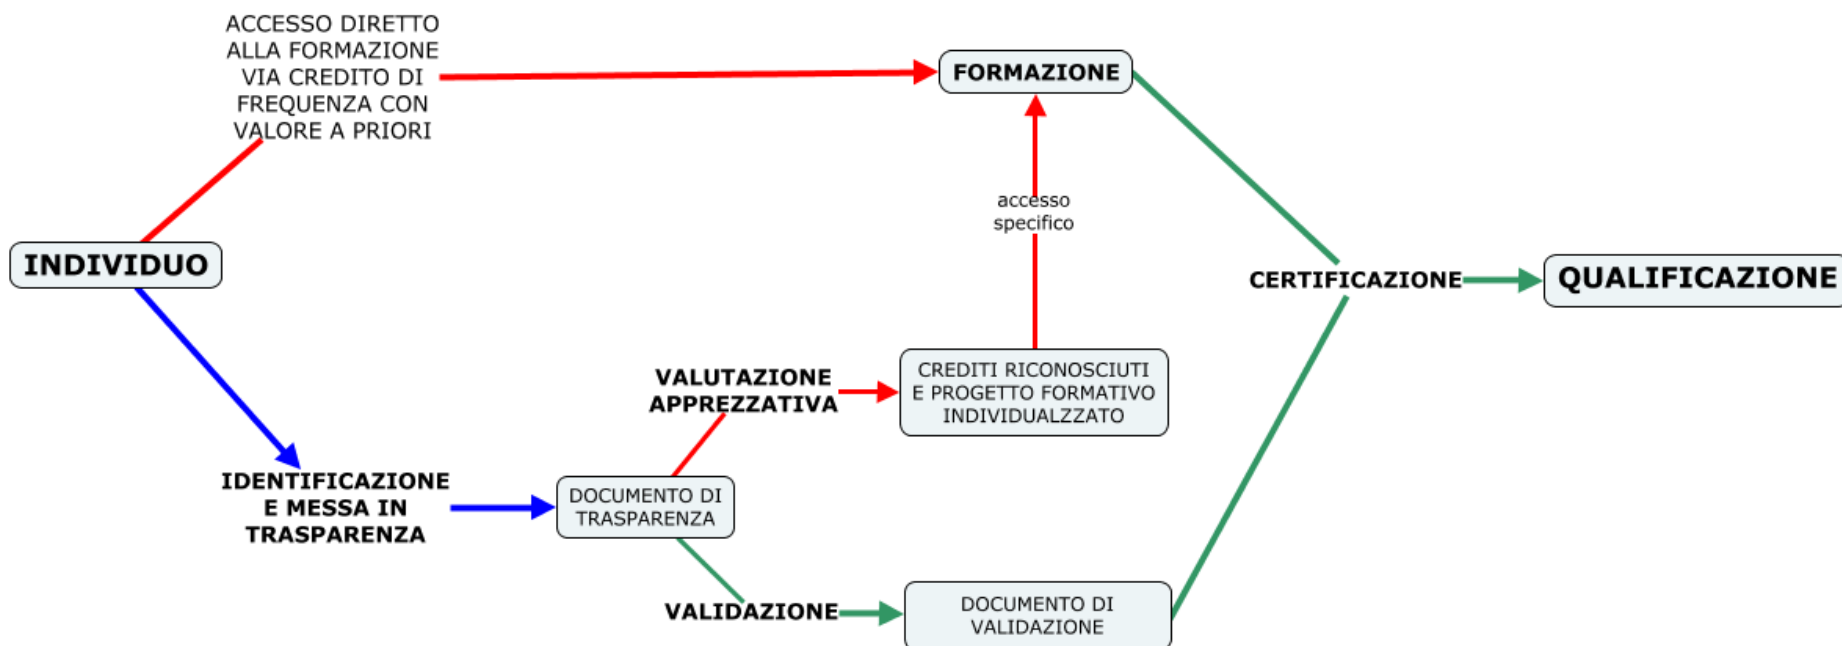 ACCESSO DIRETTO
ALLA FORMAZIONE
VIA CREDITO DI
FREQUENZA CON
VALORE A PRIORI
FORMAZIONE
accesso
specifico
INDIVIDUO
CERTIFICAZIONE
QUALIFICAZIONE
VALUTAZIONE
APPREZZATIVA
CREDITI RICONOSCIUTI
E PROGETTO FORMATIVO
INDIVIDUALZZATO
IDENTIFICAZIONE
E MESSA IN
TRASPARENZA
DOCUMENTO DI
TRASPARENZA
VALIDAZIONE
DOCUMENTO DI
VALIDAZIONE